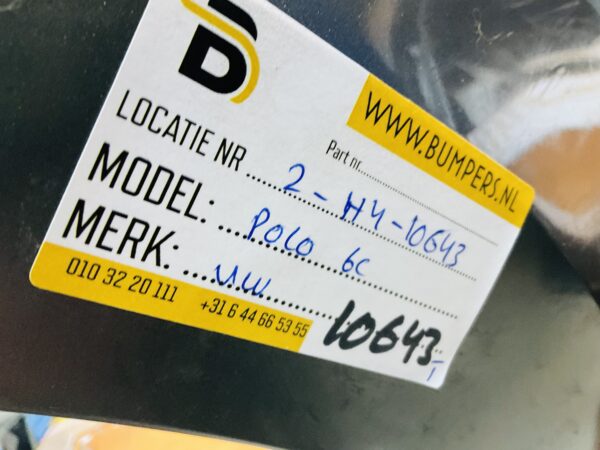 B
WWW.BUMPERS.NL
Part nr.
LOCATIE NR 2-H4-10643
MODEL: POLO 6C
MERK: VW
010 32 20 111 +31 6 44 66 53 55
10643